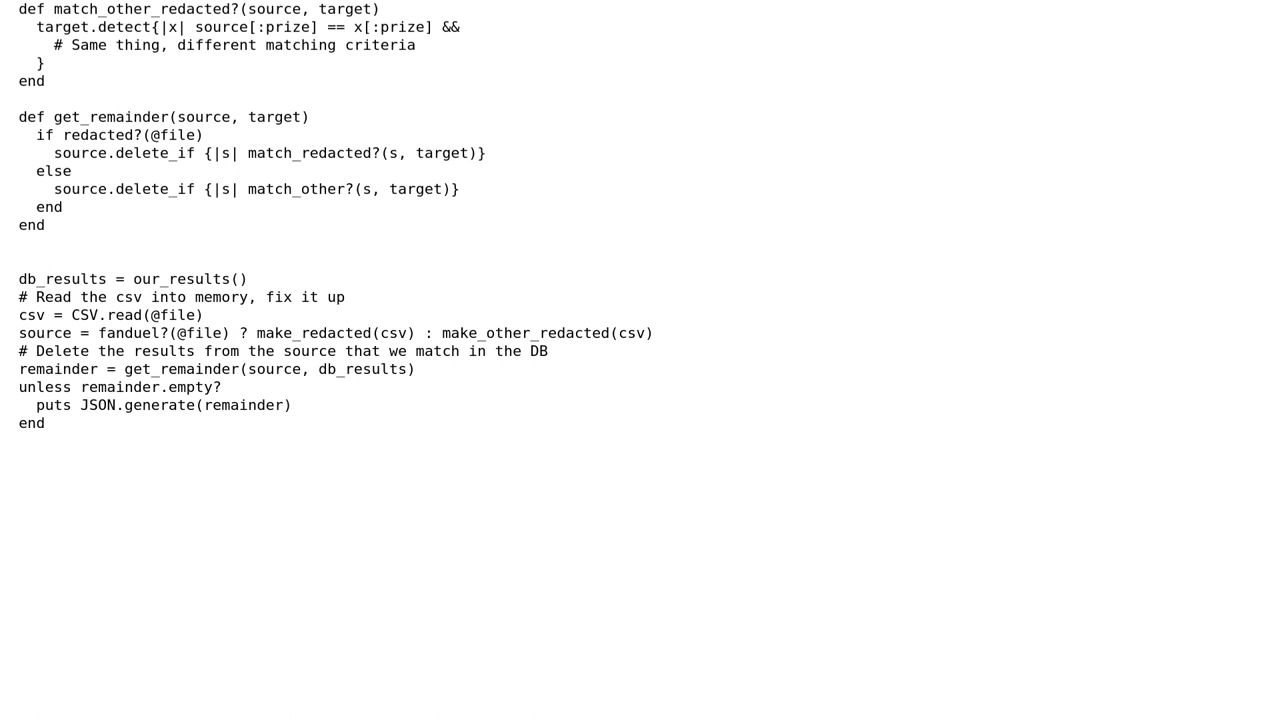 def match_other_redacted?(source, target)
  target.detect{|x| source[:prize] == x[:prize] &&
    # Same thing, different matching criteria
  }
end

def get_remainder(source, target)
  if redacted?(@file)
    source.delete_if {|s| match_redacted?(s, target)}
  else
    source.delete_if {|s| match_other?(s, target)}
  end
end


db_results = our_results()
# Read the csv into memory, fix it up
csv = CSV.read(@file)
source = fanduel?(@file) ? make_redacted(csv) : make_other_redacted(csv)
# Delete the results from the source that we match in the DB
remainder = get_remainder(source, db_results)
unless remainder.empty?
  puts JSON.generate(remainder)
end